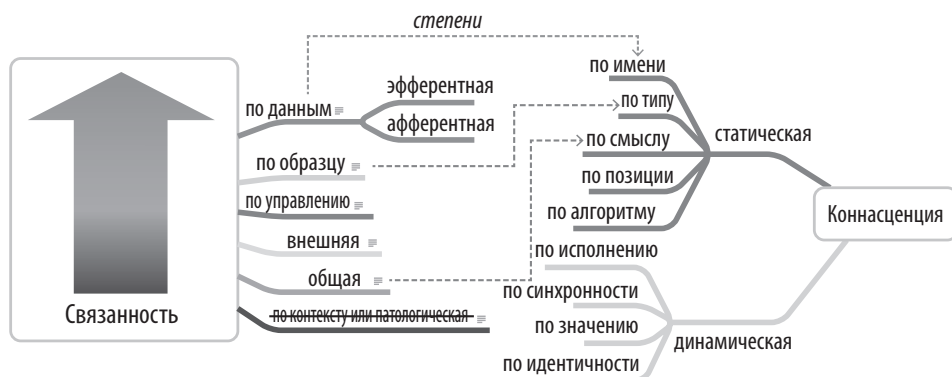 степени
по данным
эфферентная
афферентная
по образцу
по управлению
внешняя
общая
по контексту или патологическая
Связанность
по имени
по типу
по смыслу
по позиции
по алгоритму
статическая
Коннасценция
по исполнению
по синхронности
по значению
по идентичности
динамическая